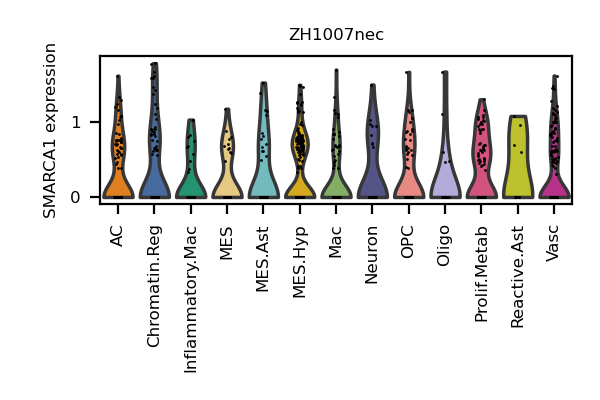 ZH1007nec
SMARCA1 expression
1
0
AC
Chromatin.Reg
Inflammatory.Mac
MES
MES.Ast
MES.Hyp
Mac
Neuron
OPC
Oligo
Prolif.Metab
Reactive.Ast
Vasc